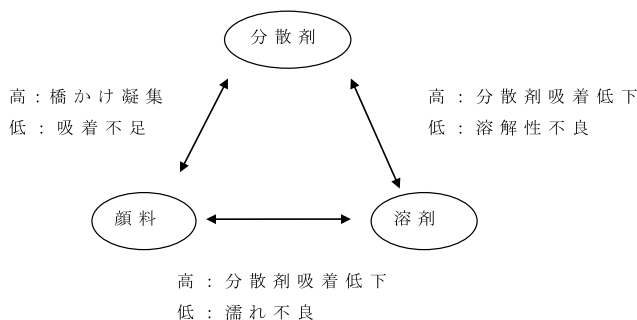 分散剤
高：橋かけ凝集
低：吸着不足
高：分散剤吸着低下
低：溶解性不良
顔料
溶剤
高：分散剤吸着低下
低：濡れ不良